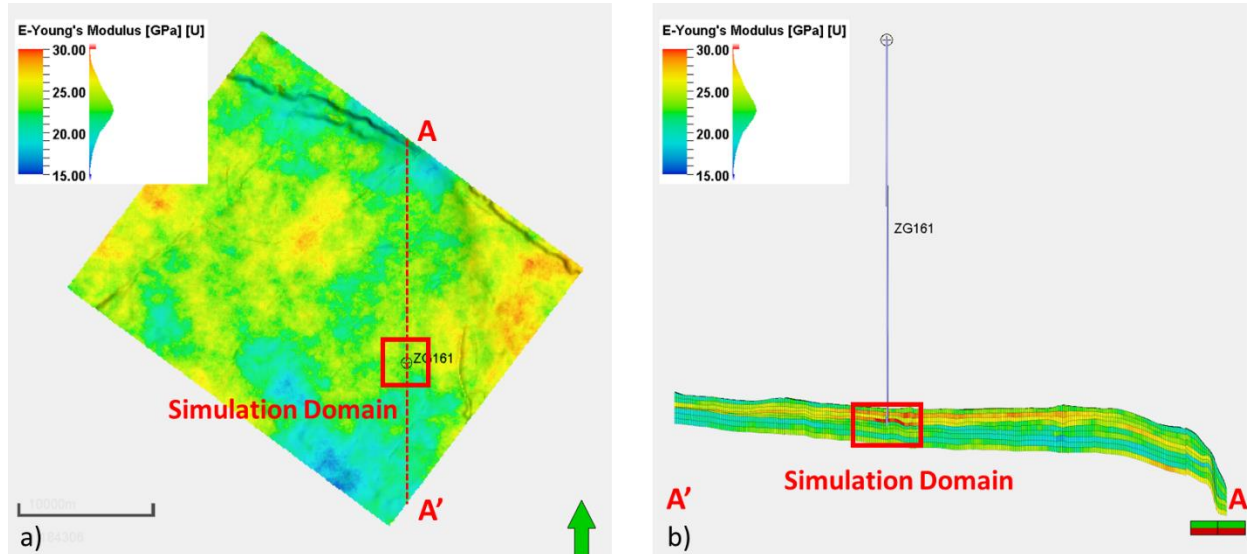 E-Young's Modulus [GPa] [U]
30.00
25.00
20.00
15.00
A
ZG161
Simulation Domain
A'
10000m
a)
E-Young's Modulus [GPa] [U]
30.00
25.00
20.00
15.00
ZG161
Simulation Domain
A'
A
b)